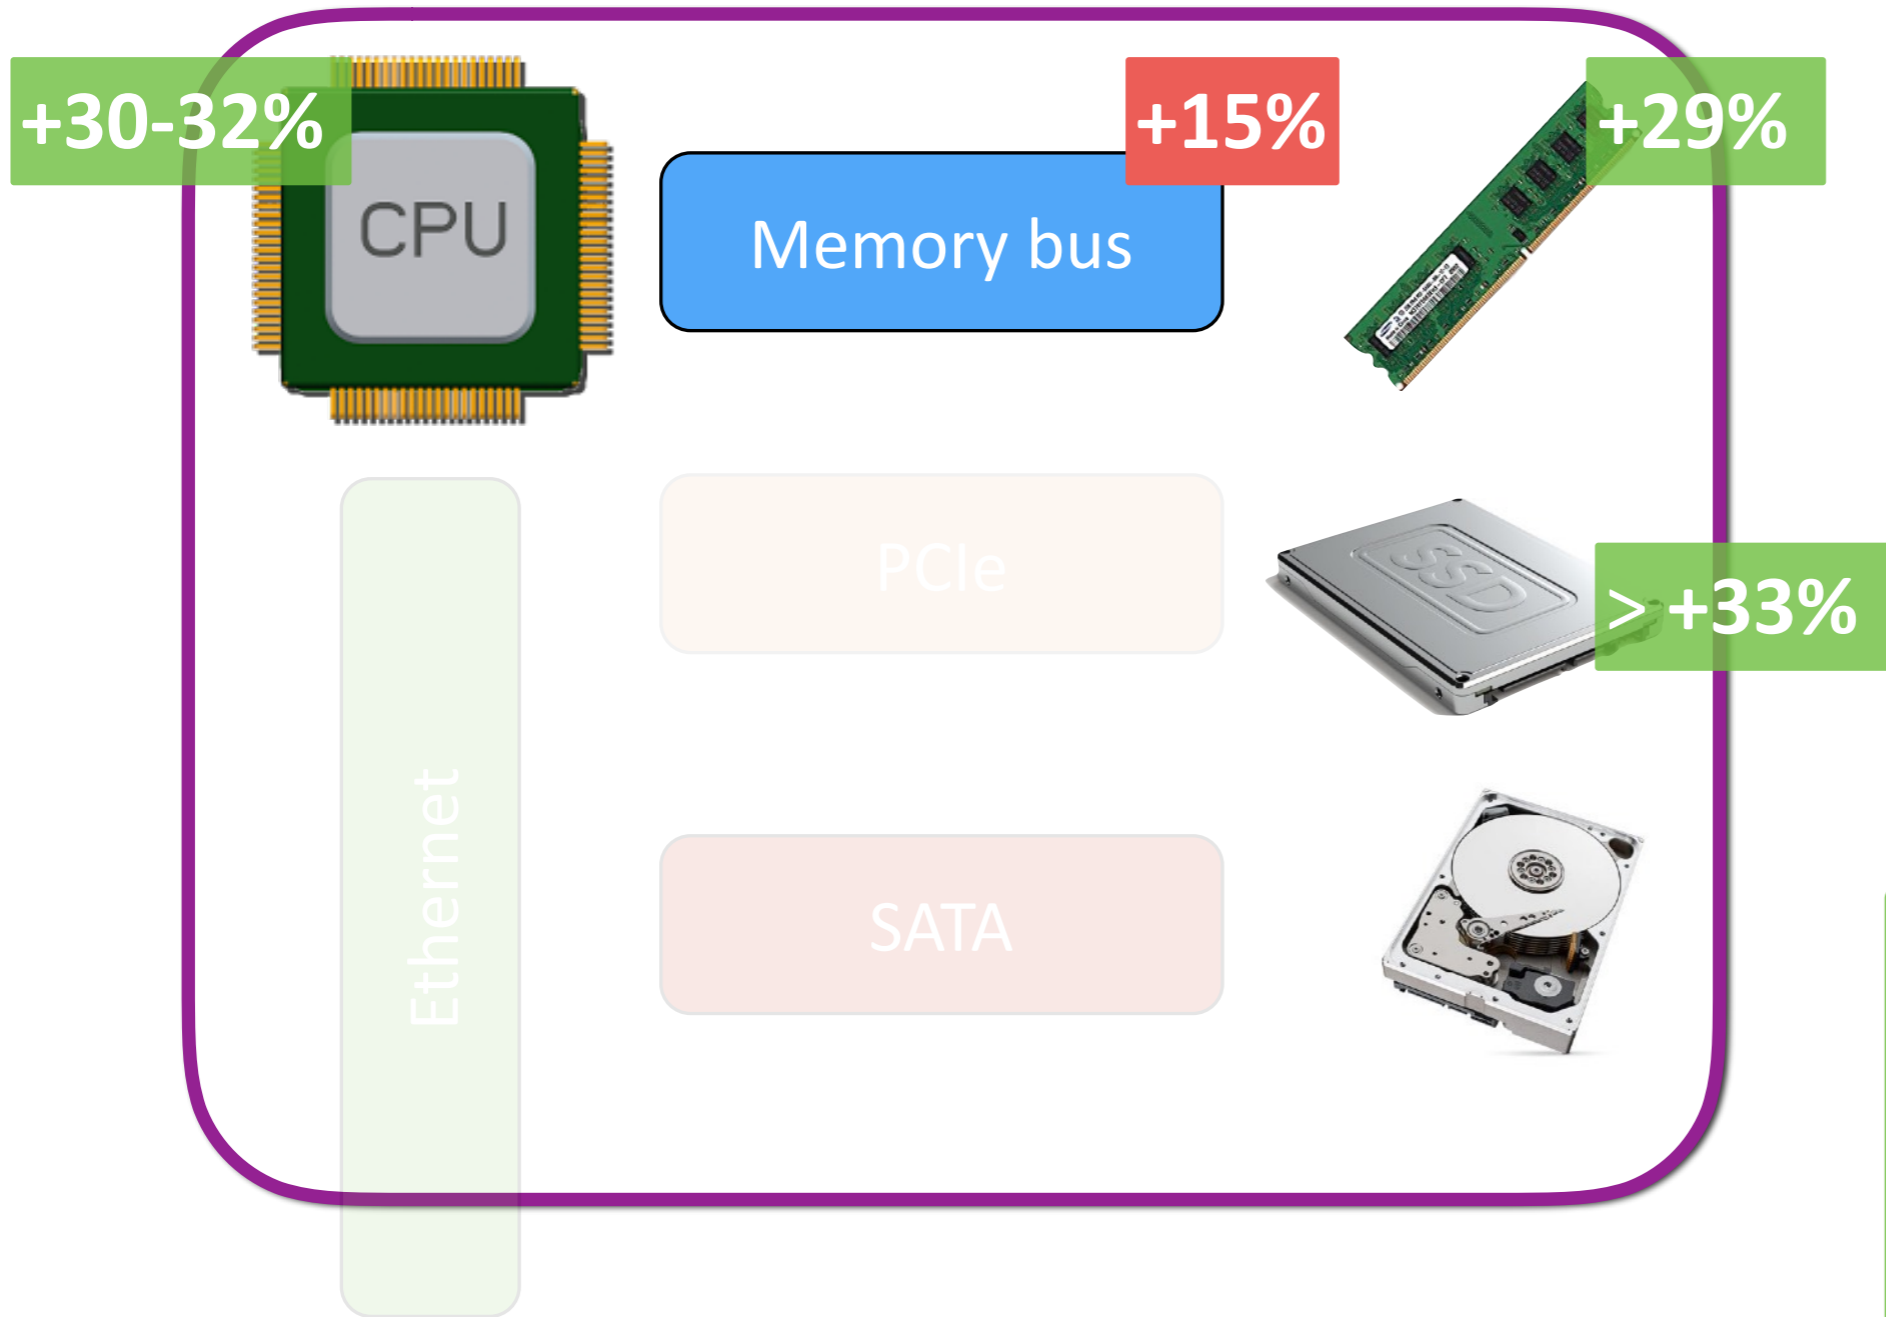 +30-32%
CPU
Memory bus
+15%
+29%
PCIe
SSD
> +33%
Ethernet
SATA